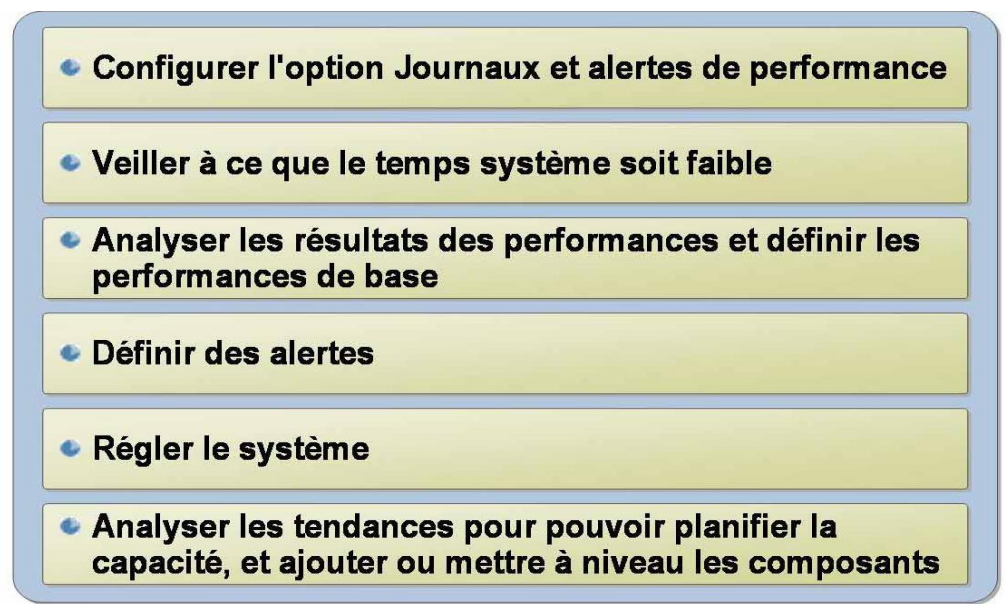 Configurer l'option Journaux et alertes de performance
Veiller à ce que le temps système soit faible
Analyser les résultats des performances et définir les
performances de base
Définir des alertes
Régler le système
Analyser les tendances pour pouvoir planifier la
capacité, et ajouter ou mettre à niveau les composants